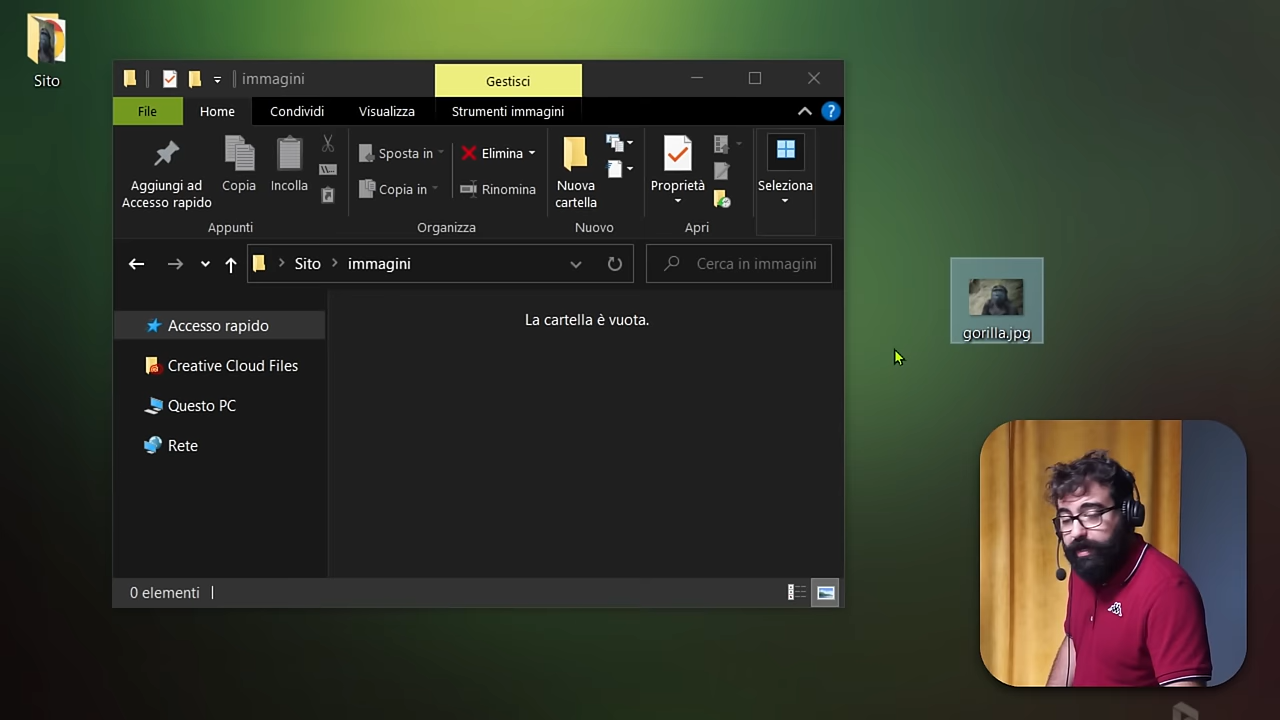 Sito
immagini
Gestisci
File
Home
Condividi
Visualizza
Strumenti immagini
?
Aggiungi ad
Accesso rapido
Copia
Incolla
Sposta in
Copia in
Elimina
Rinomina
Nuova
cartella
Proprietà
Seleziona
Appunti
Organizza
Nuovo
Apri
Sito
immagini
Cerca in immagini
Accesso rapido
Creative Cloud Files
Questo PC
Rete
La cartella è vuota.
gorilla.jpg
0 elementi